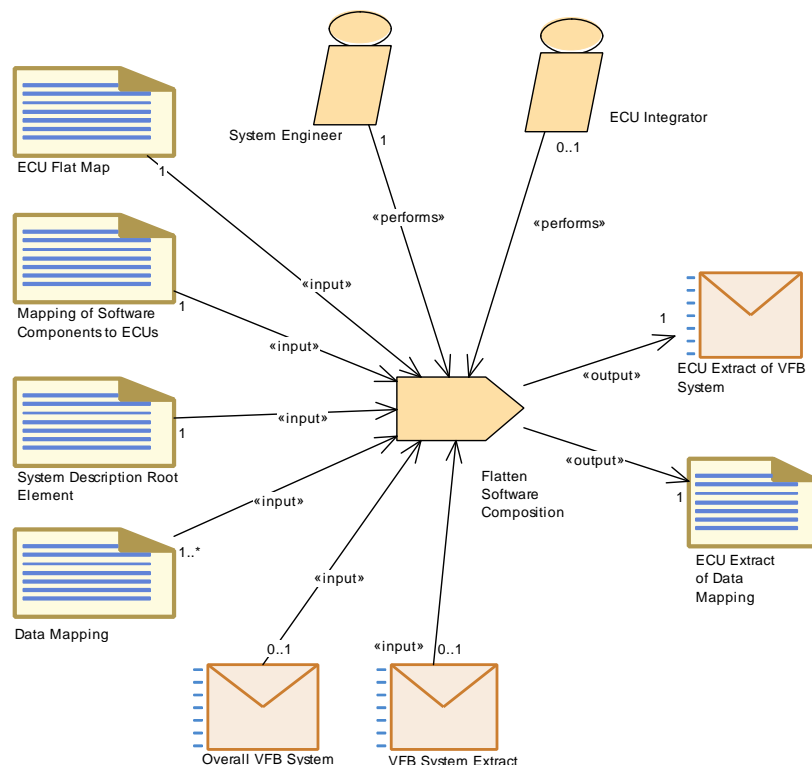 System Engineer
1
ECU Integrator
0..1
ECU Flat Map
1
«performs»
«performs»
«input»
Mapping of Software
Components to ECUs
1
«input»
1
ECU Extract of VFB
System
«output»
«input»
1
System Description Root
Element
«output»
Flatten
Software
Composition
1
ECU Extract
of Data
Mapping
«input»
1..*
Data Mapping
«input»
0..1
Overall VFB System
«input»
0..1
VFB System Extract